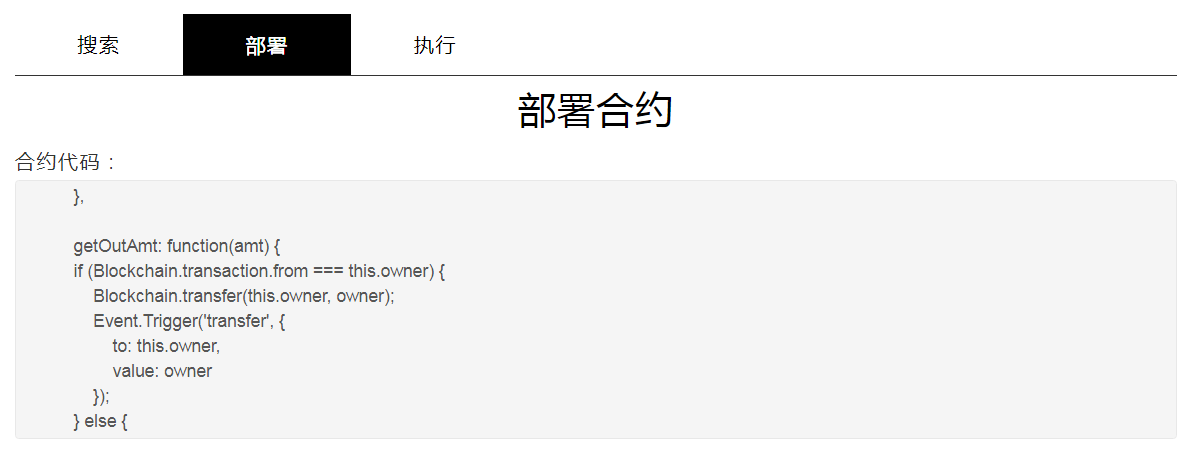 搜索 部署 执行
部署合约
合约代码：
},
getOutAmt: function(amt) {
if (Blockchain.transaction.from === this.owner) {
Blockchain.transfer(this.owner, owner);
Event.Trigger('transfer', {
to: this.owner,
value: owner
});
} else {